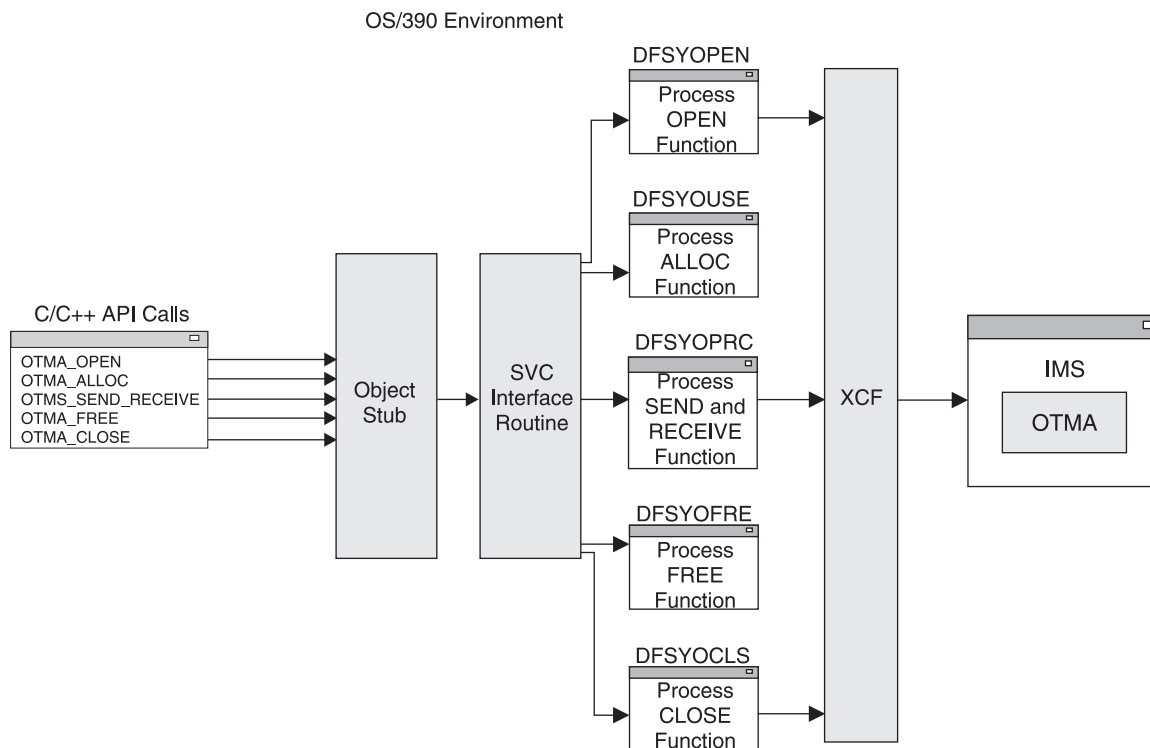 OS/390 Environment
C/C++ API Calls
OTMA_OPEN
OTMA_ALLOC
OTMS_SEND_RECEIVE
OTMA_FREE
OTMA_CLOSE
Object
Stub
SVC
Interface
Routine
DFSYOPEN
Process
OPEN
Function
DFSYOUSE
Process
ALLOC
Function
DFSYOPRC
Process
SEND and
RECEIVE
Function
DFSYOFRE
Process
FREE
Function
DFSYOCLS
Process
CLOSE
Function
XCF
IMS
OTMA